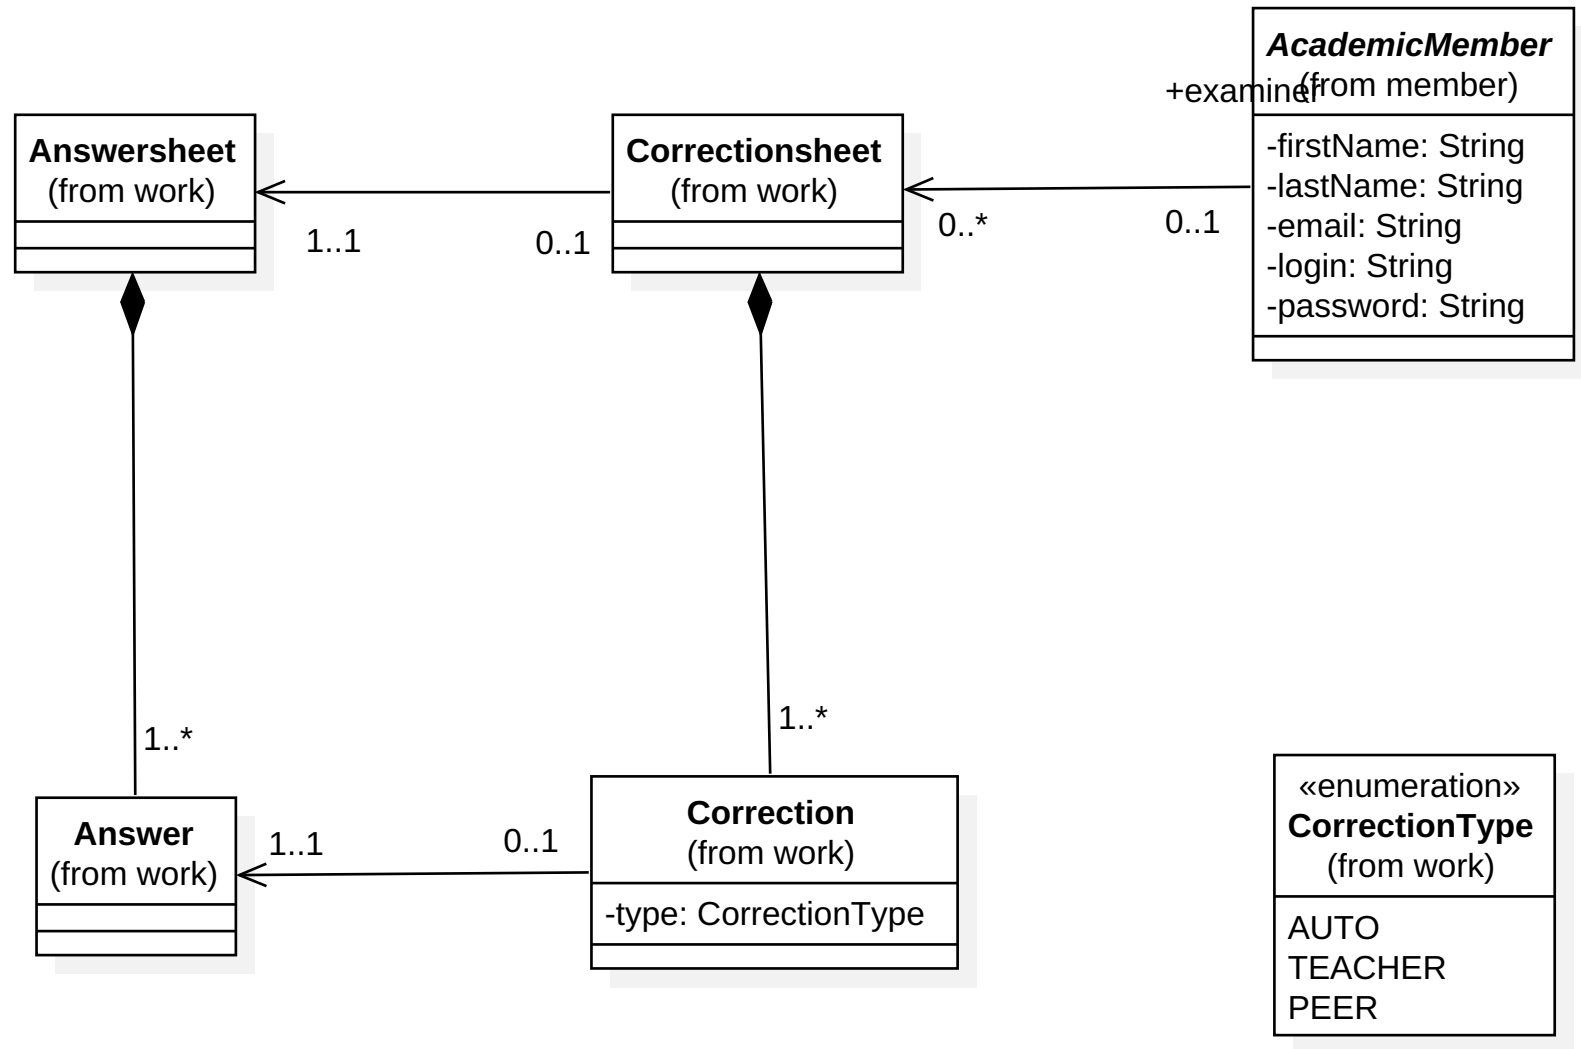 AcademicMember
(from member)
+examiner
-firstName: String
-lastName: String
-email: String
-login: String
-password: String
Answersheet
(from work)
Correctionsheet
(from work)
1..1
0..1
0..*
0..1
1..*
1..*
Answer
(from work)
1..1
0..1
Correction
(from work)
-type: CorrectionType
«enumeration»
CorrectionType
(from work)
AUTO
TEACHER
PEER